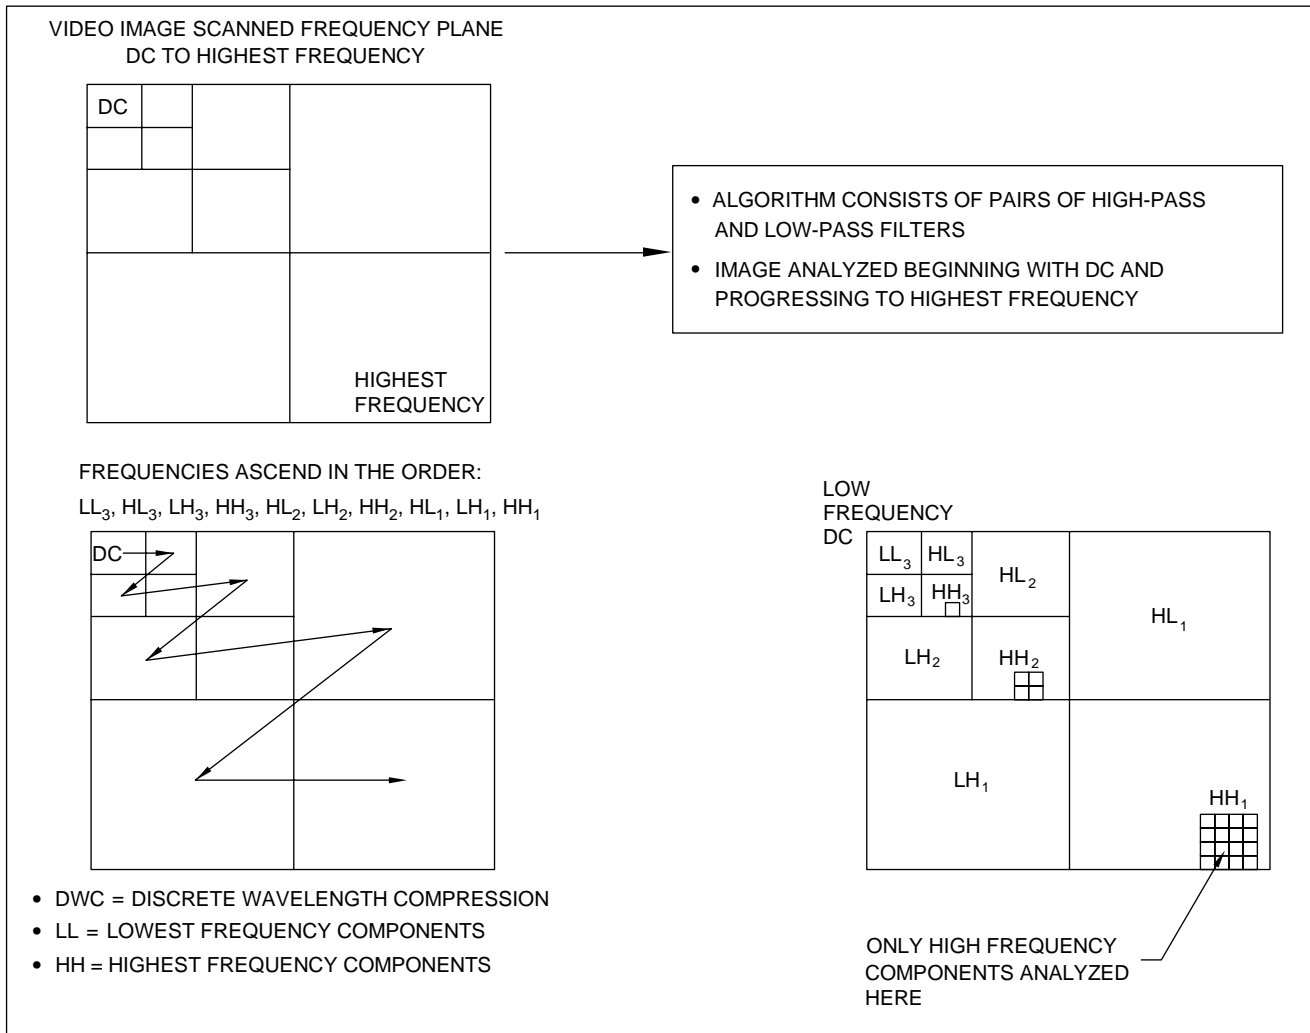 VIDEO IMAGE SCANNED FREQUENCY PLANE
DC TO HIGHEST FREQUENCY
DC
HIGHEST
FREQUENCY
• ALGORITHM CONSISTS OF PAIRS OF HIGH-PASS
AND LOW-PASS FILTERS
• IMAGE ANALYZED BEGINNING WITH DC AND
PROGRESSING TO HIGHEST FREQUENCY
FREQUENCIES ASCEND IN THE ORDER:
LL3, HL3, LH3, HH3, HL2, LH2, HH2, HL1, LH1, HH1
DC
• DWC = DISCRETE WAVELENGTH COMPRESSION
• LL = LOWEST FREQUENCY COMPONENTS
• HH = HIGHEST FREQUENCY COMPONENTS
LOW
FREQUENCY
DC
LL3
HL3
LH3
HH3
HL2
LH2
HH2
HL1
LH1
HH1
ONLY HIGH FREQUENCY
COMPONENTS ANALYZED
HERE